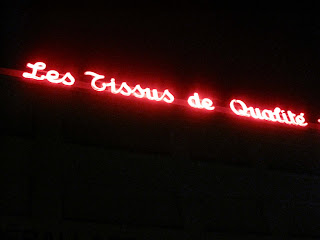 Les Tissus de Qualité